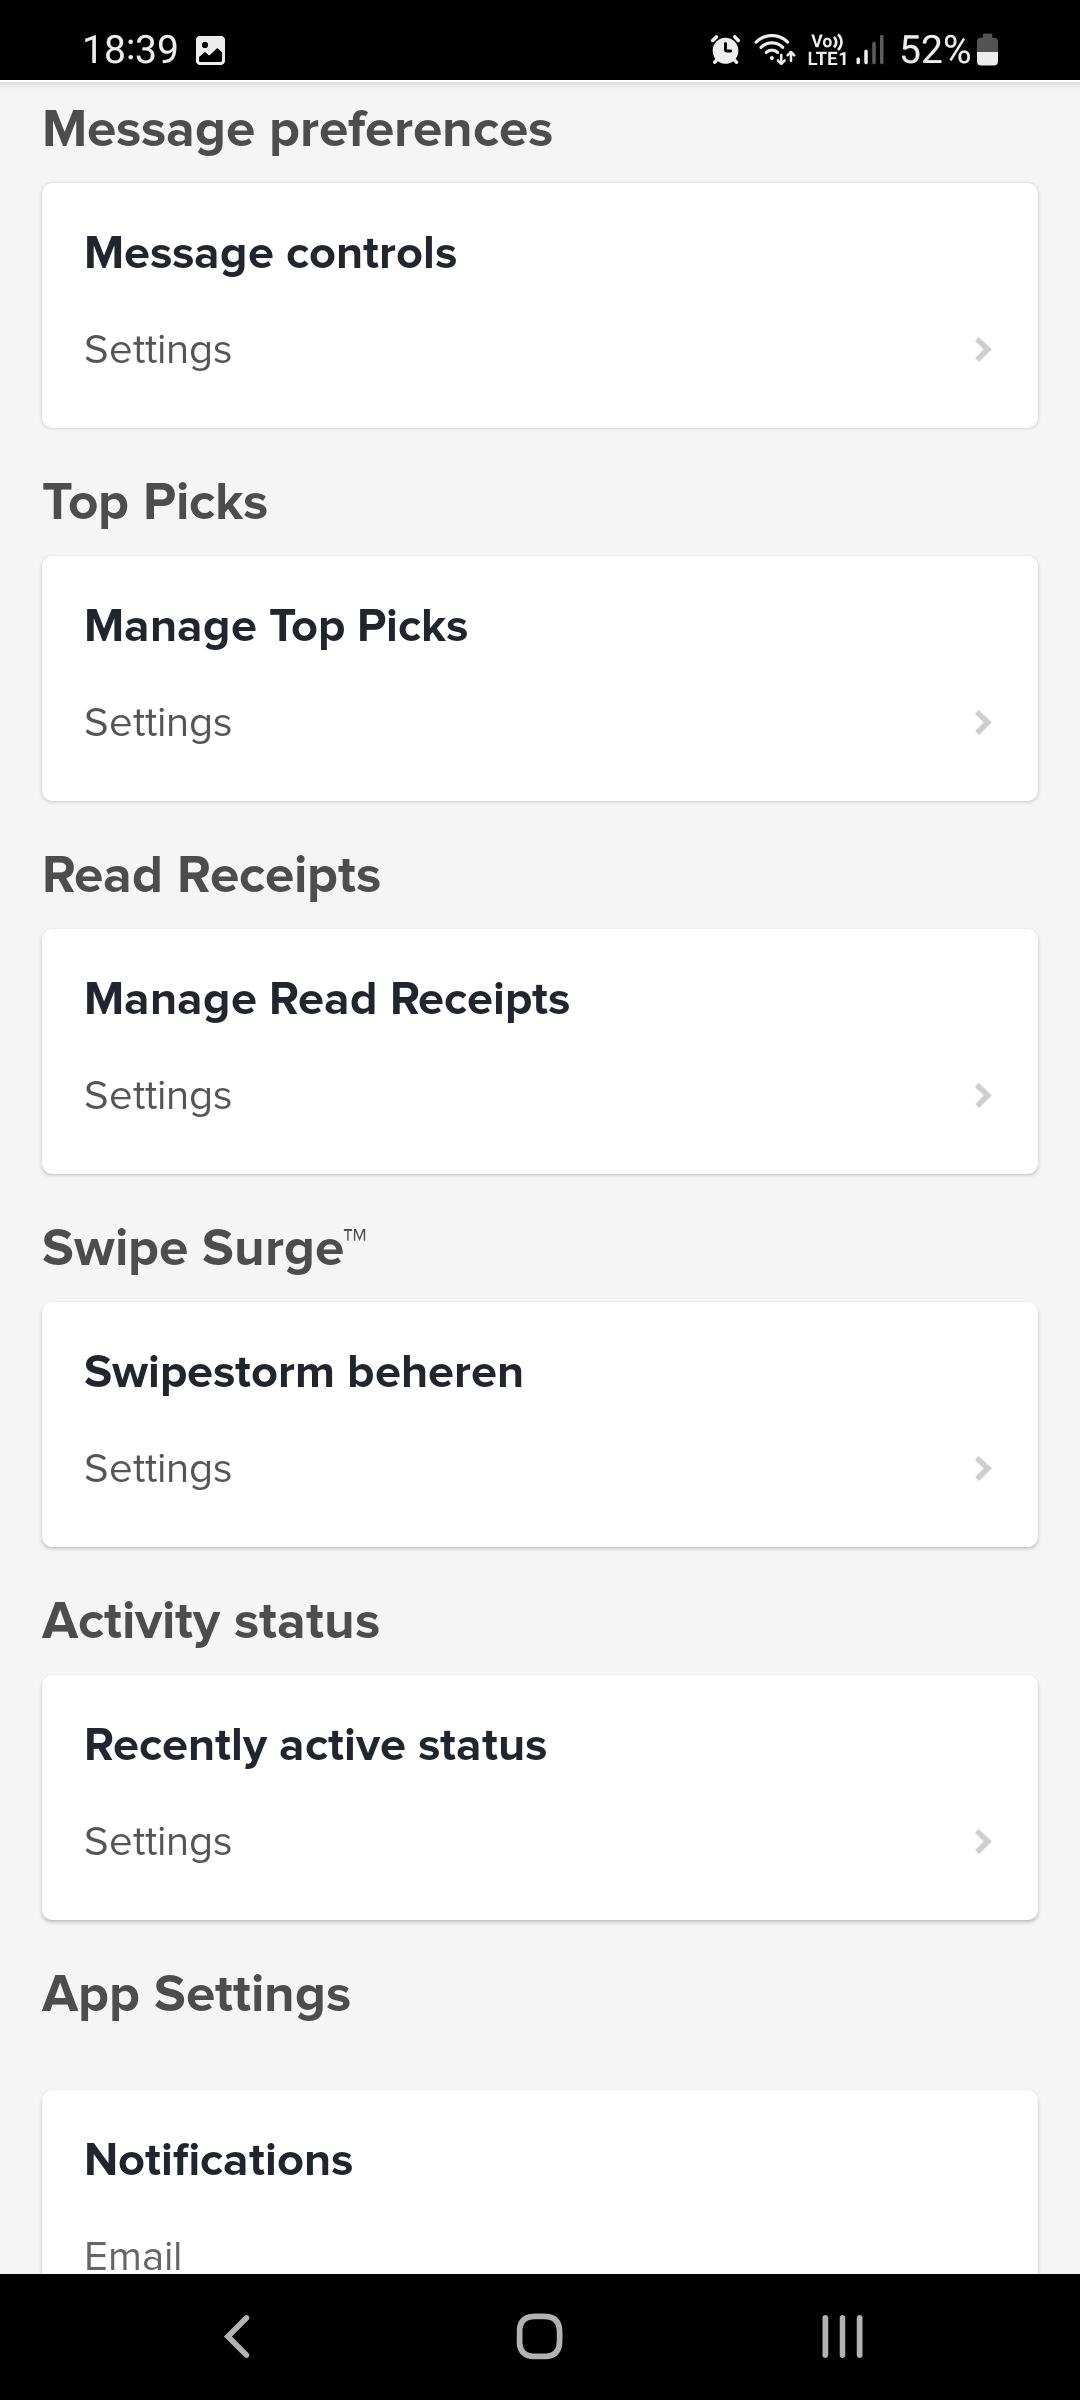 18:39
Vo))
LTE1
52%
Message preferences
Message controls
Settings
Top Picks
Manage Top Picks
Settings
Read Receipts
Manage Read Receipts
Settings
Swipe Surge™
Swipestorm beheren
Settings
Activity status
Recently active status
Settings
App Settings
Notifications
Email